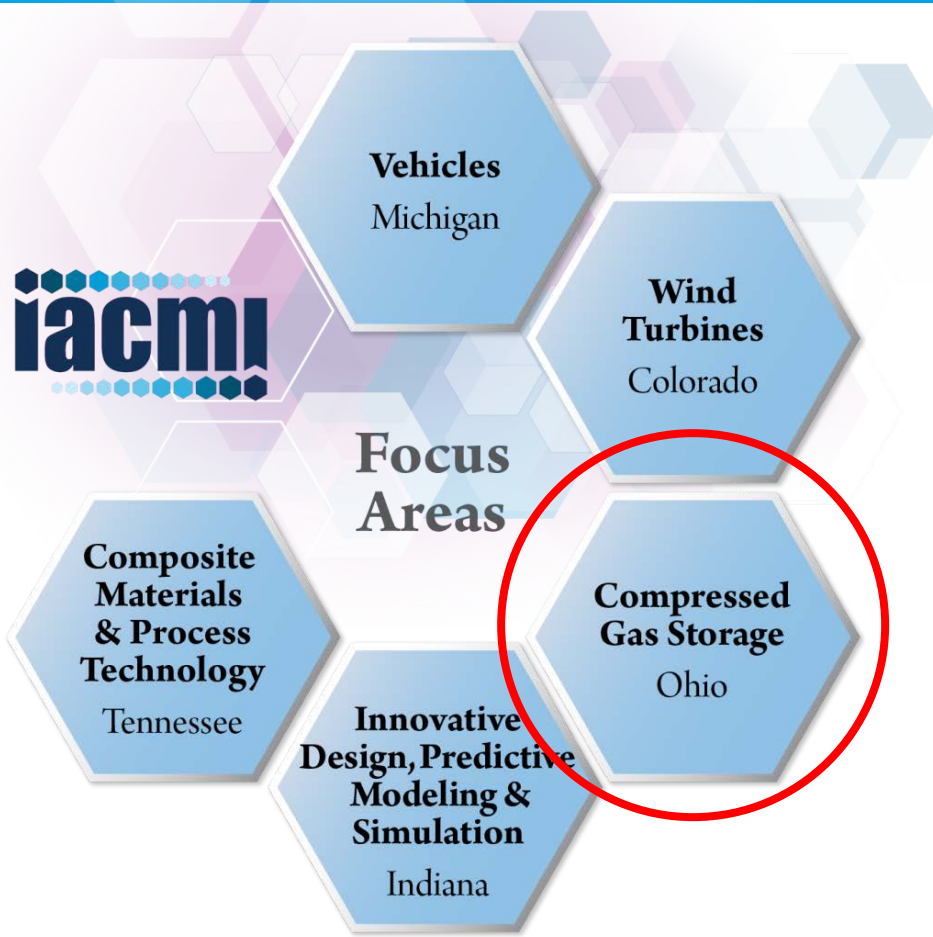 Vehicles
Michigan
Wind
Turbines
Colorado
iacmi
Focus
Areas
Compressed
Gas Storage
Ohio
Composite
Materials
& Process
Technology
Tennessee
Innovative
Design, Predictive
Modeling &
Simulation
Indiana